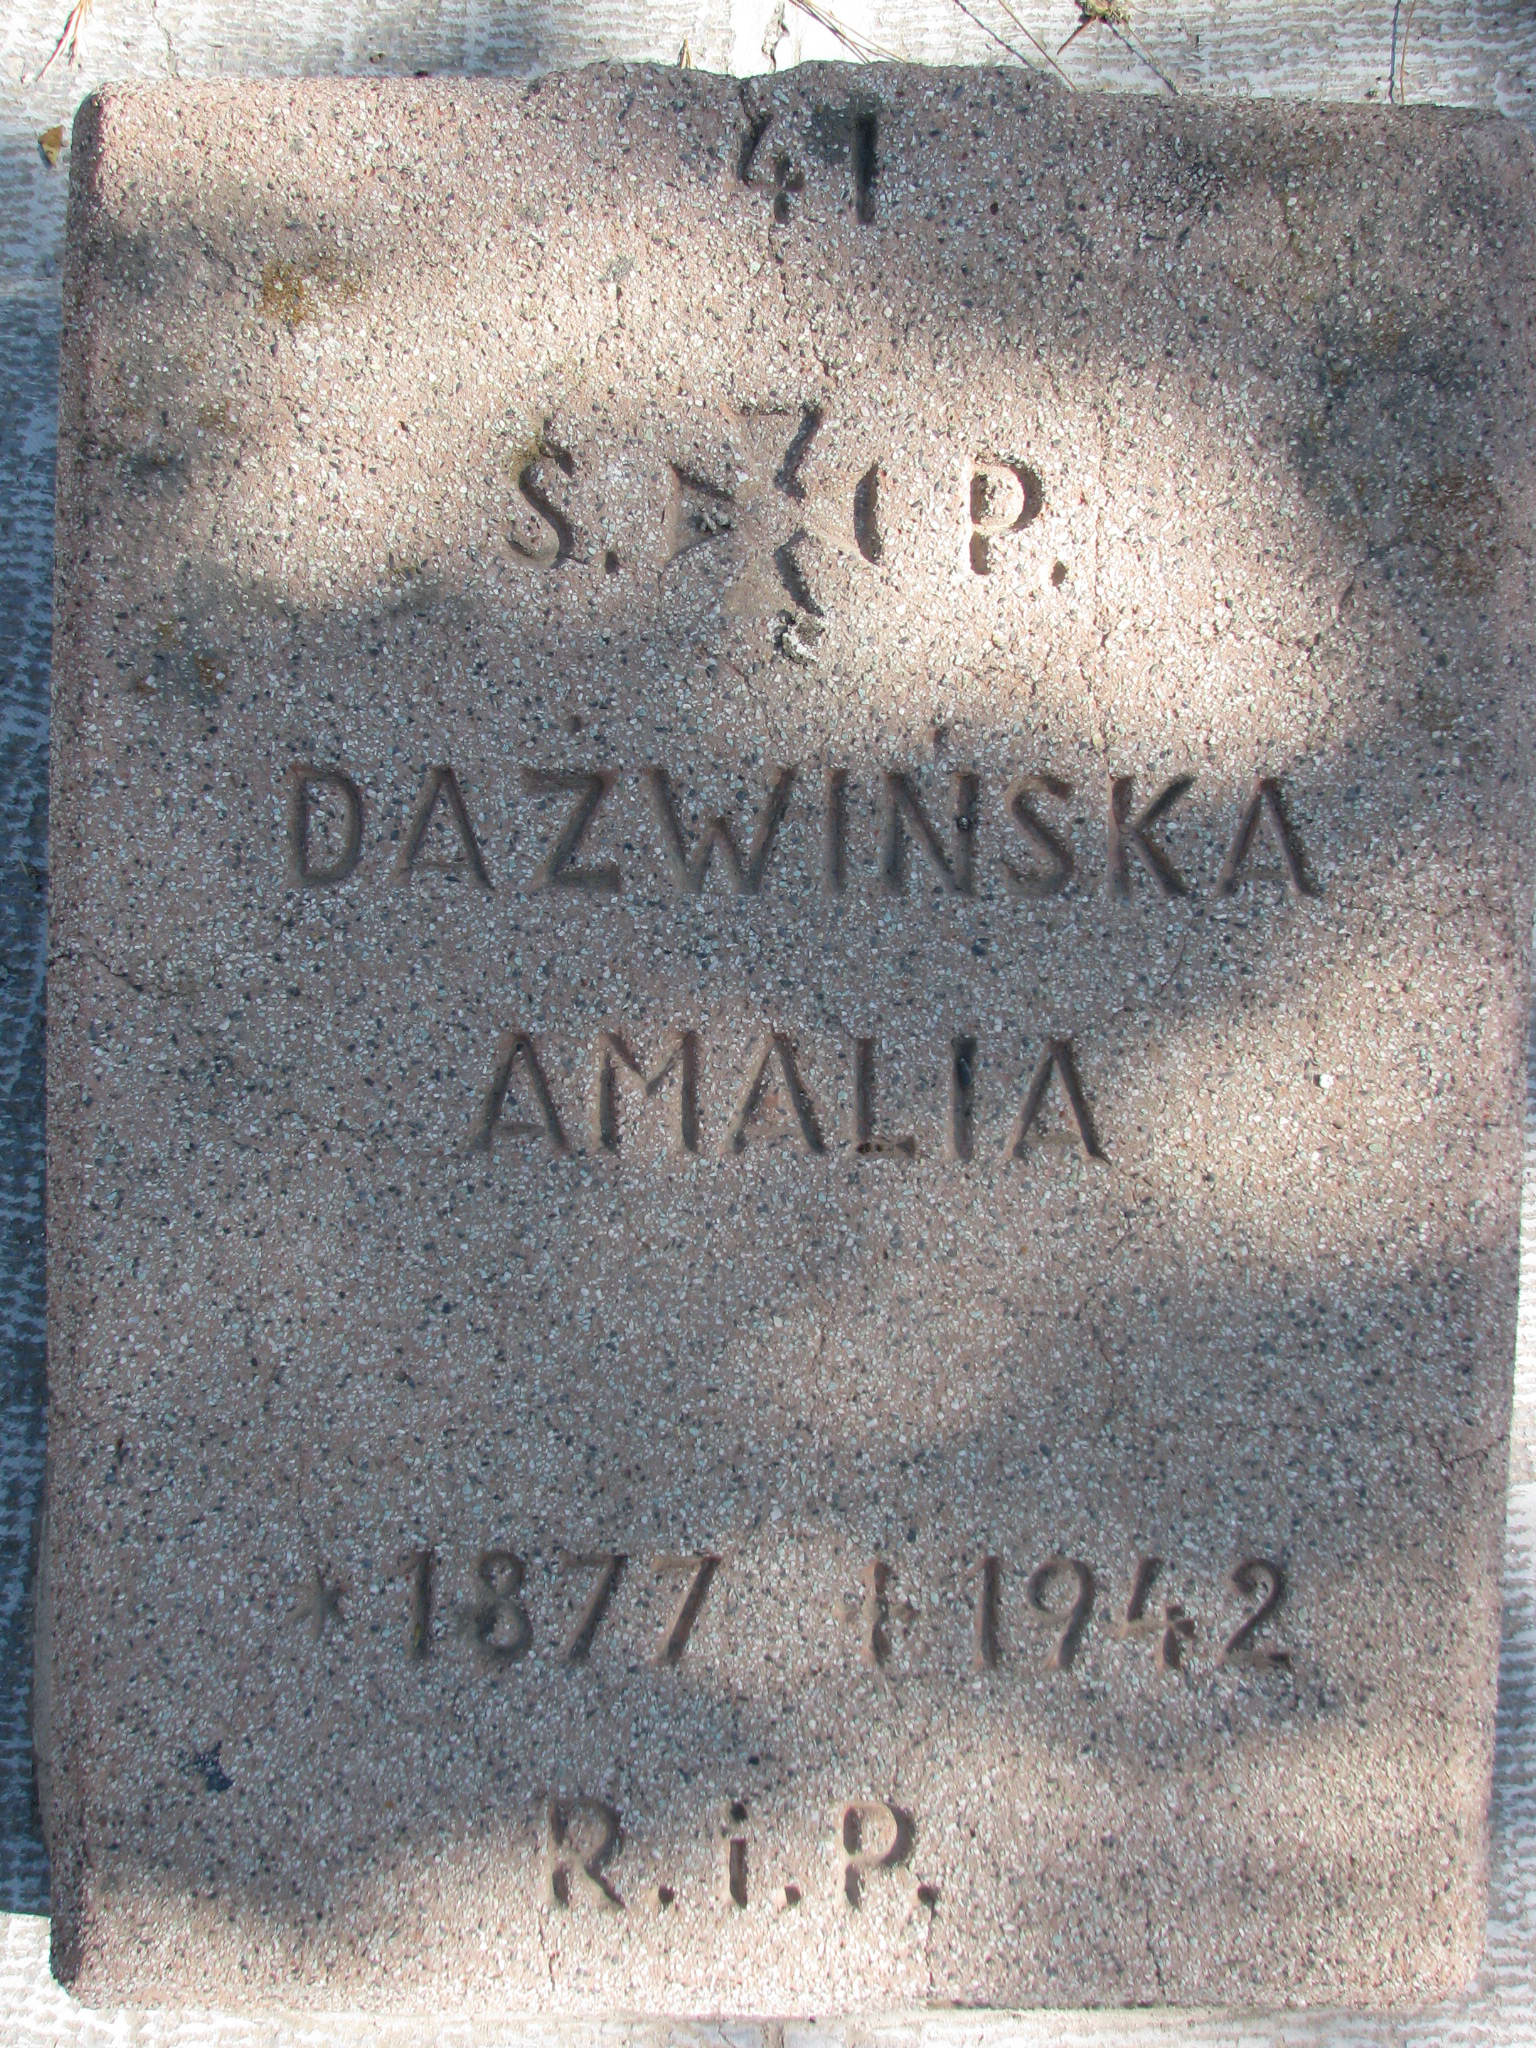 41
S. P.
DAŻWIŃSKA
AMALIA
* 1877 + 1942
R.i.P.